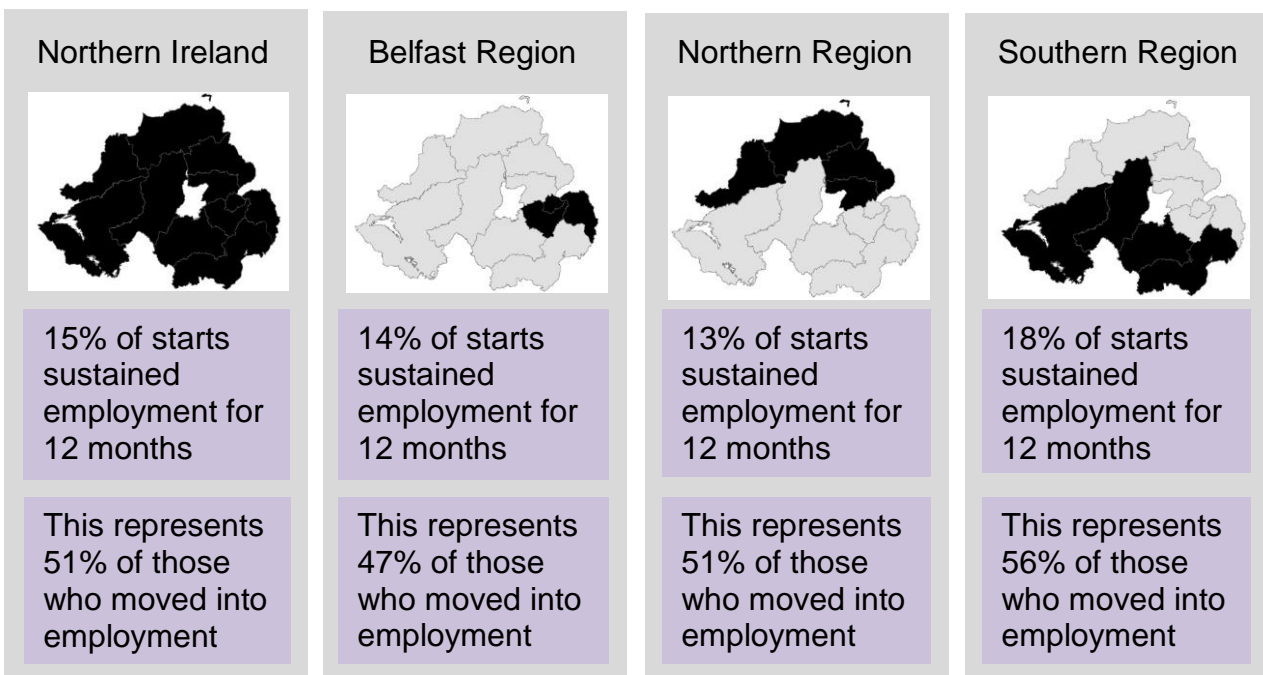 Northern Ireland
15% of starts
sustained
employment for
12 months
This represents
51% of those
who moved into
employment
Belfast Region
14% of starts
sustained
employment for
12 months
This represents
47% of those
who moved into
employment
Northern Region
13% of starts
sustained
employment for
12 months
This represents
51% of those
who moved into
employment
Southern Region
18% of starts
sustained
employment for
12 months
This represents
56% of those
who moved into
employment